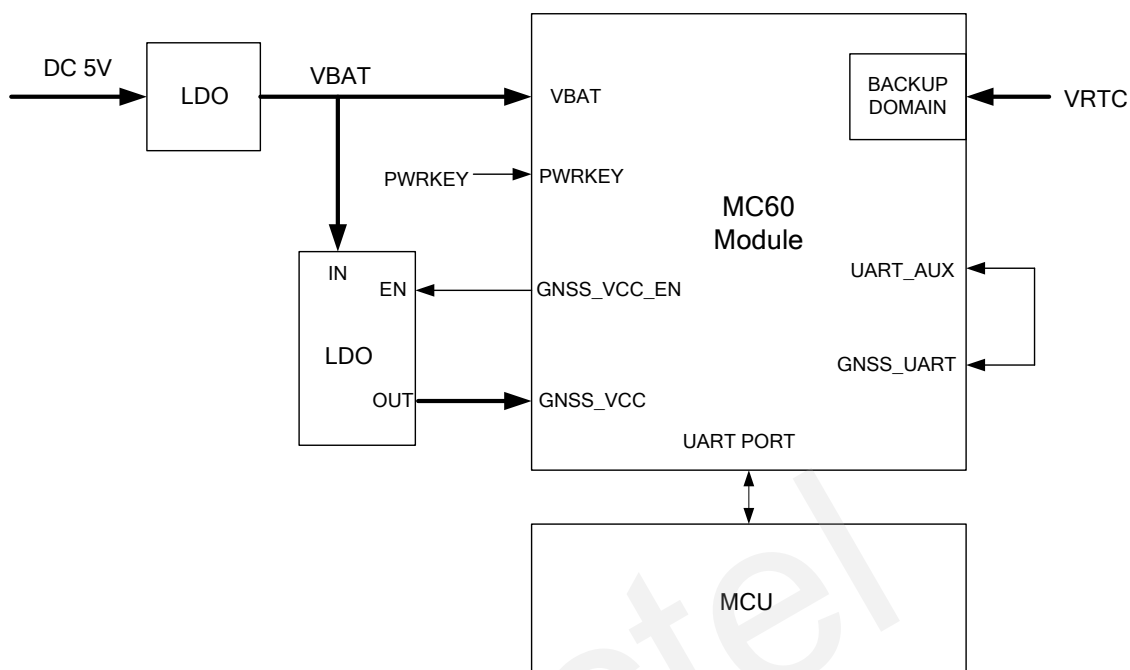 DC 5V
LDO
VBAT
VBAT
BACKUP
DOMAIN
VRTC
PWRKEY
PWRKEY
MC60
Module
IN
EN
GNSS_VCC_EN
UART_AUX
LDO
GNSS_UART
OUT
GNSS_VCC
UART PORT
MCU